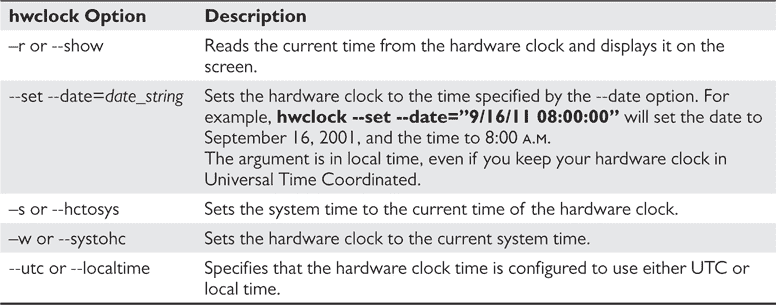 hwclock Option Description
–r or --show Reads the current time from the hardware clock and displays it on the
screen.
--set --date=date_string Sets the hardware clock to the time specified by the --date option. For
example, hwclock --set --date=”9/16/11 08:00:00” will set the date to
September 16, 2001, and the time to 8:00 A.M.
The argument is in local time, even if you keep your hardware clock in
Universal Time Coordinated.
–s or --hctosys Sets the system time to the current time of the hardware clock.
–w or --systohc Sets the hardware clock to the current system time.
--utc or --localtime Specifies that the hardware clock time is configured to use either UTC or
local time.